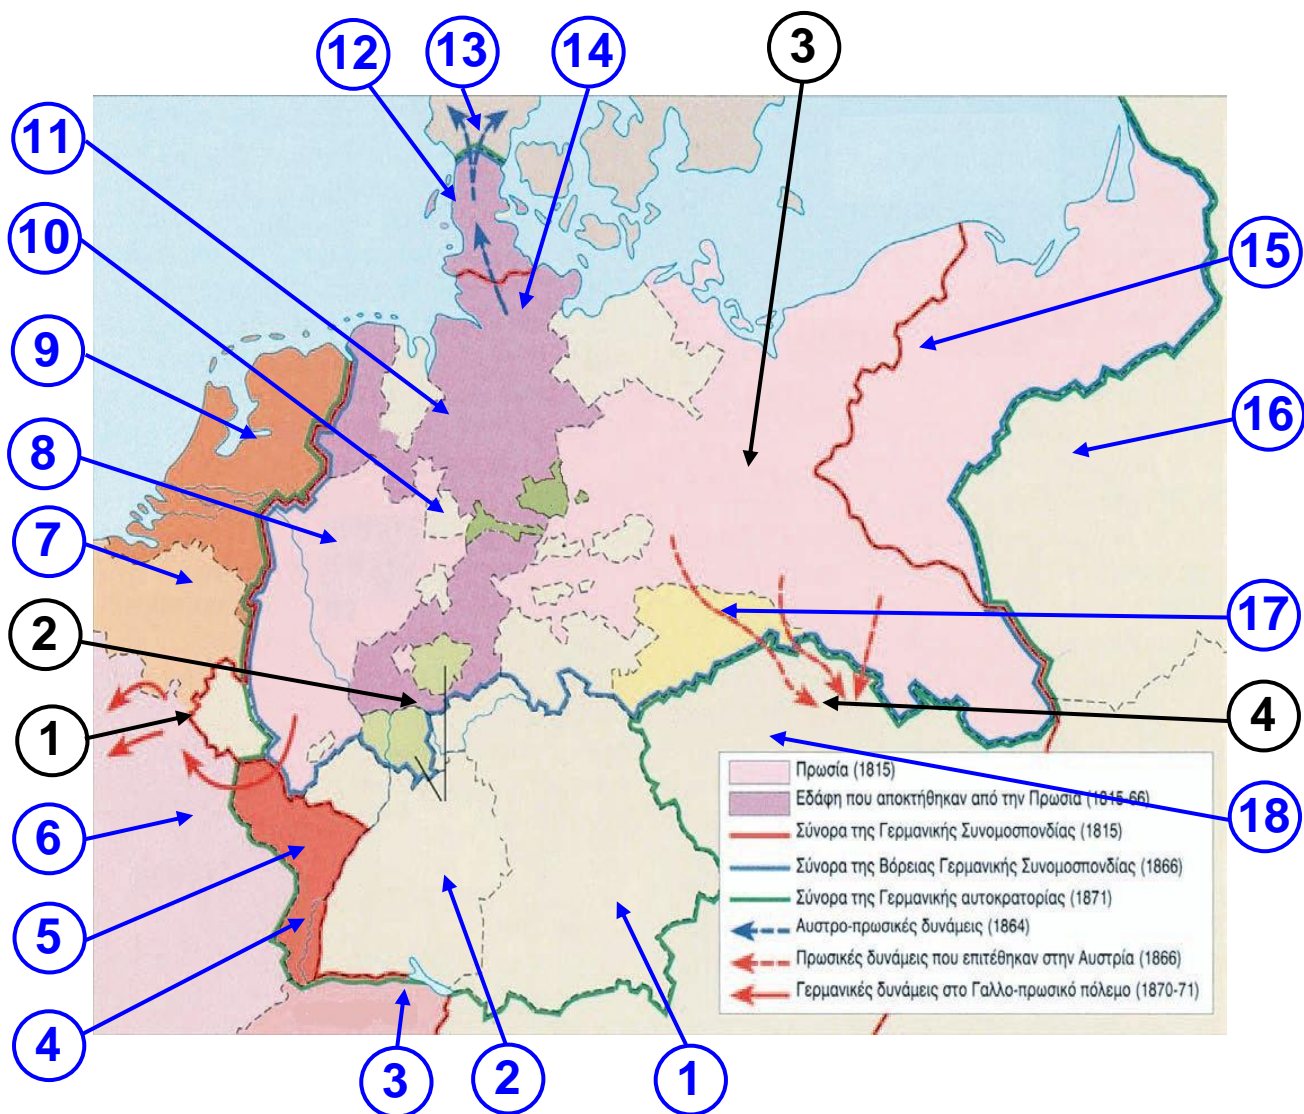 12
13
14
3
11
10
15
9
16
8
7
17
2
1
4
6
18
5
4
3
2
1
Πρωσία (1815)
Εδάφη που αποκτήθηκαν από την Πρωσία (1815-66)
Σύνορα της Γερμανικής Συνομοσπονδίας (1815)
Σύνορα της Βόρειας Γερμανικής Συνομοσπονδίας (1866)
Σύνορα της Γερμανικής αυτοκρατορίας (1871)
Αυστρο-πρωσικές δυνάμεις (1864)
Πρωσικές δυνάμεις που επιτέθηκαν στην Αυστρία (1866)
Γερμανικές δυνάμεις στο Γαλλο-πρωσικό πόλεμο (1870-71)